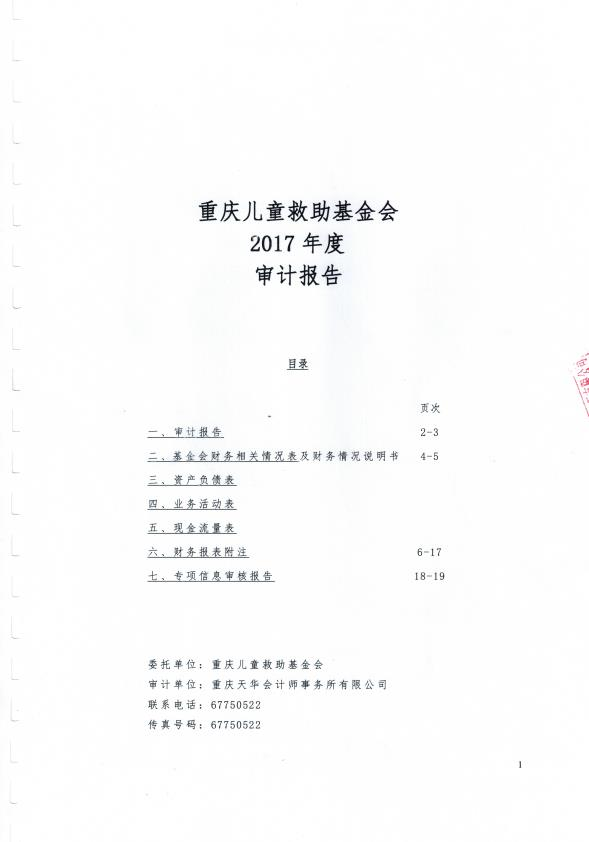 重庆儿童救助基金会
2017 年度
审计报告
目录
页次
一、审计报告 2-3
二、基金会财务相关情况表及财务情况说明书 4-5
三、资产负债表
四、业务活动表
五、现金流量表
六、财务报表附注 6-17
七、专项信息审核报告 18-19
委托单位：重庆儿童救助基金会
审计单位：重庆天华会计师事务所有限公司
联系电话：67750522
传真号码：67750522
1